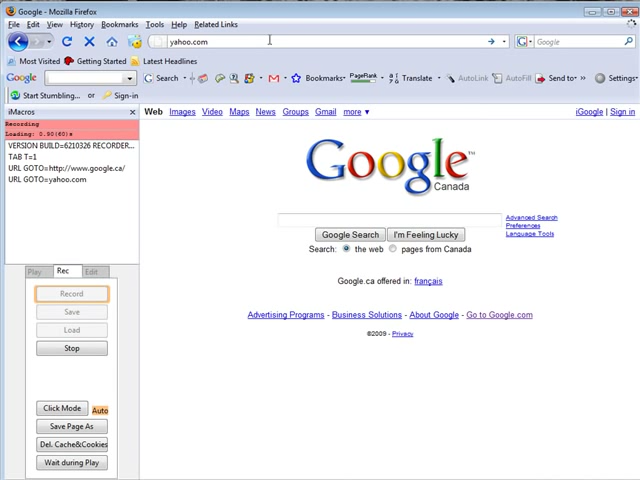 Google - Mozilla Firefox
File Edit View History Bookmarks Tools Help Related Links
yahoo.com
Google
Most Visited Getting Started Latest Headlines
Google Search Bookmarks PageRank Translate AutoLink AutoFill Send to Settings
Start Stumbling... or Sign-in
iMacros
Recording
Loading: 0.90(60)s
VERSION BUILD=6210326 RECORDER...
TAB T=1
URL GOTO=http://www.google.ca/
URL GOTO=yahoo.com
Play Rec Edit
Record
Save
Load
Stop
Click Mode Auto
Save Page As
Del. Cache&Cookies
Wait during Play
Web Images Video Maps News Groups Gmail more ▼
iGoogle | Sign in
Google™
Canada
Advanced Search
Preferences
Language Tools
Google Search I'm Feeling Lucky
Search: the web pages from Canada
Google.ca offered in: français
Advertising Programs - Business Solutions - About Google - Go to Google.com
©2009 - Privacy